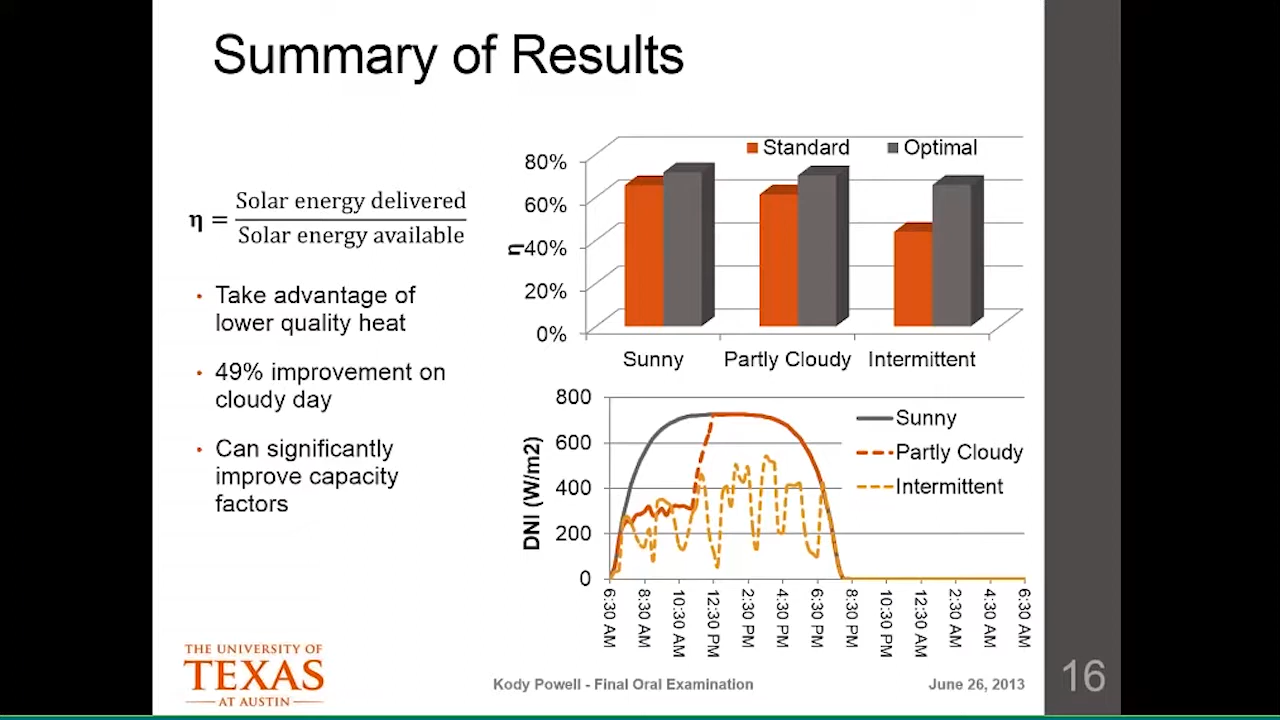 Summary of Results
η = Solar energy delivered
Solar energy available
• Take advantage of
lower quality heat
• 49% improvement on
cloudy day
• Can significantly
improve capacity
factors
Standard Optimal
80%
60%
40%
20%
0%
η
Sunny Partly Cloudy Intermittent
800
600
400
200
0
DNI (W/m2)
Sunny
Partly Cloudy
Intermittent
6:30 AM
8:30 AM
10:30 AM
12:30 PM
2:30 PM
4:30 PM
6:30 PM
8:30 PM
10:30 PM
12:30 AM
2:30 AM
4:30 AM
6:30 AM
THE UNIVERSITY OF
TEXAS
AT AUSTIN
Kody Powell - Final Oral Examination
June 26, 2013
16